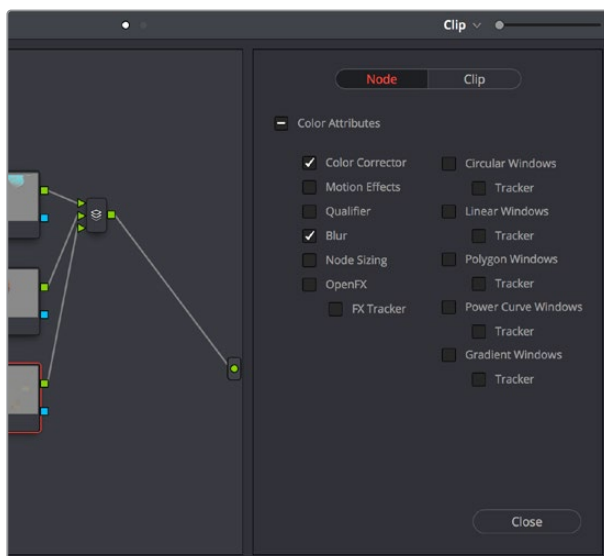 Clip
Node
Clip
Color Attributes
Color Corrector
Motion Effects
Qualifier
Blur
Node Sizing
OpenFX
FX Tracker
Circular Windows
Tracker
Linear Windows
Tracker
Polygon Windows
Tracker
Power Curve Windows
Tracker
Gradient Windows
Tracker
Close